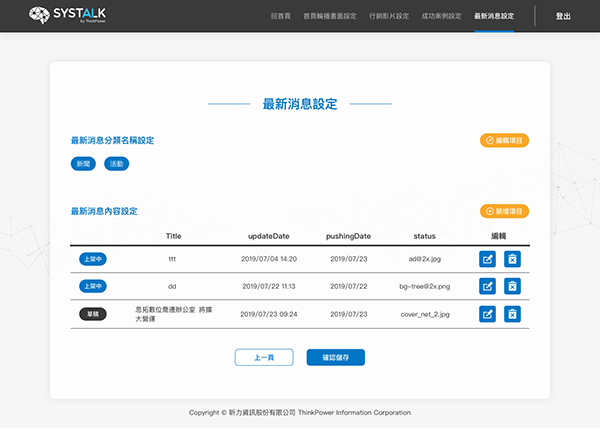 SYSTALK
by ThinkPower
回首頁 首頁輪播畫面設定 行銷影片設定 成功案例設定 最新消息設定 登出
最新消息設定
最新消息分類名稱設定 編輯項目
新聞 活動
最新消息內容設定 新增項目
Title updateDate pushingDate status 編輯
上架中 ttt 2019/07/04 14:20 2019/07/23 ad@2x.jpg
上架中 dd 2019/07/22 11:13 2019/07/22 bg-tree@2x.png
草稿 思拓數位喬遷辦公室 將擴 2019/07/23 09:24 2019/07/23 cover_net_2.jpg
大營運
上一頁 確認儲存
Copyright © 昕力資訊股份有限公司 ThinkPower Information Corporation